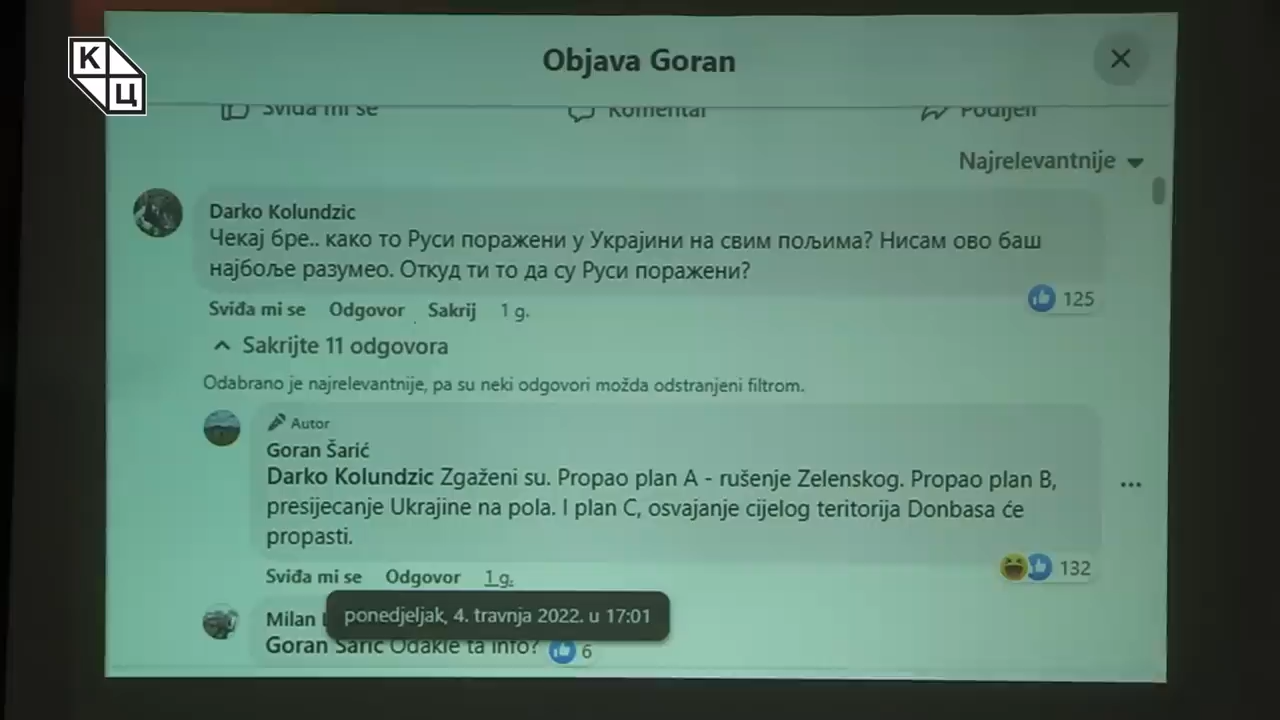 К
Ц
Objava Goran
Sviđa mi se Komentar Podijeli
Najrelevantnije
Darko Kolundzic
Чекај бре.. како то Руси поражени у Украјини на свим пољима? Нисам ово баш
најбоље разумео. Откуд ти то да су Руси поражени?
125
Sviđa mi se Odgovor Sakrij 1 g.
Sakrijte 11 odgovora
Odabrano je najrelevantnije, pa su neki odgovori možda odstranjeni filtrom.
Autor
Goran Šarić
Darko Kolundzic Zgaženi su. Propao plan A - rušenje Zelenskog. Propao plan B,
presijecanje Ukrajine na pola. I plan C, osvajanje cijelog teritorija Donbasa će
propasti.
132
Sviđa mi se Odgovor 1 g.
ponedjeljak, 4. travnja 2022. u 17:01
Milan
Goran Šarić Odakle ta info? 6